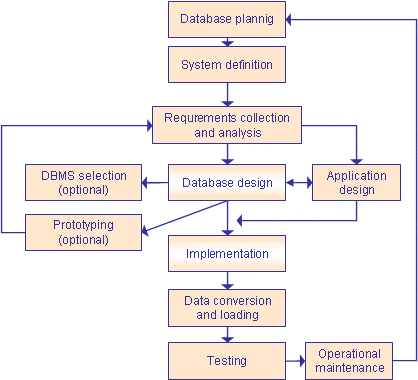 Database plannig
System definition
Requrements collection
and analysis
DBMS selection
(optional)
Database design
Application
design
Prototyping
(optional)
Implementation
Data conversion
and loading
Testing
Operational
maintenance